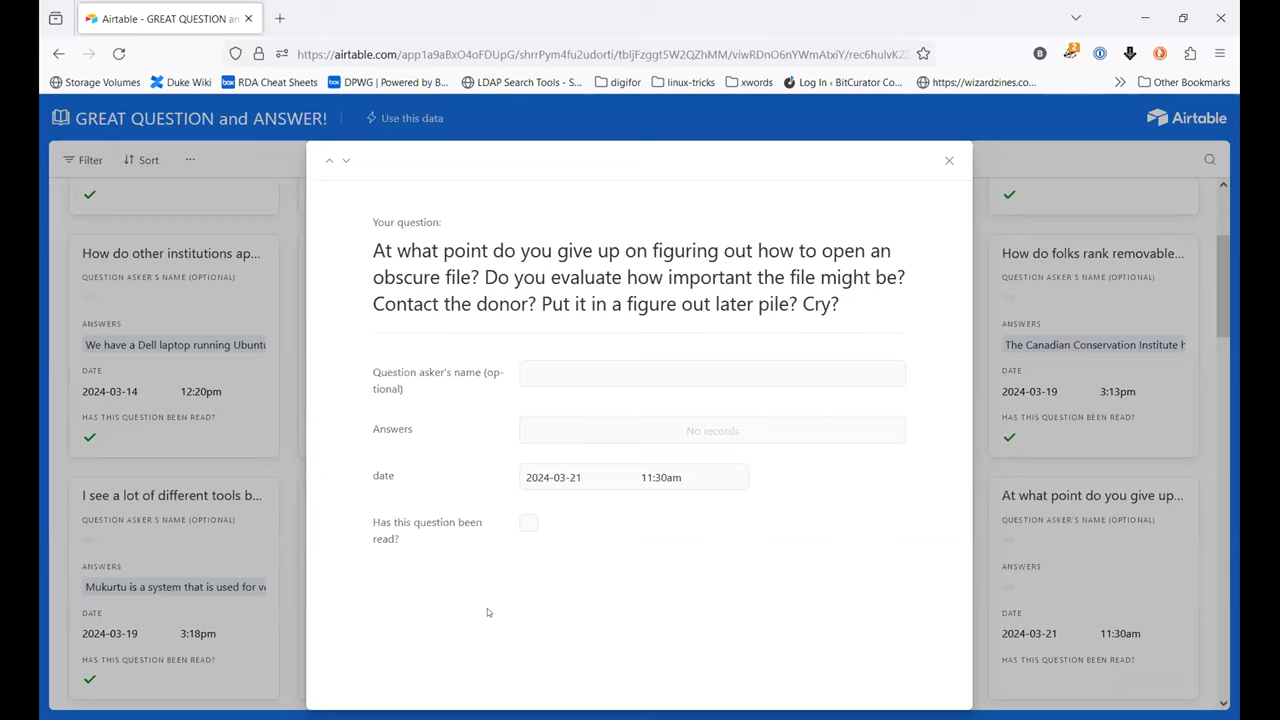 Airtable - GREAT QUESTION an
https://airtable.com/app1a9aBxO4oFDUpG/shrrPym4fu2udorti/tbljFzggt5W2QZhMM/viwRDnO6nYWmAtxiY/rec6huIvKZ
2
Storage Volumes
Duke Wiki
RDA Cheat Sheets
DPWG | Powered by B...
LDAP Search Tools - S...
digifor
linux-tricks
xwords
Log In ‹ BitCurator Co...
https://wizardzines.co...
Other Bookmarks
GREAT QUESTION and ANSWER!
Use this data
Airtable
Filter
Sort
...
Your question:
At what point do you give up on figuring out how to open an
obscure file? Do you evaluate how important the file might be?
Contact the donor? Put it in a figure out later pile? Cry?
Question asker's name (op-
tional)
Answers
No records
date
2024-03-21 11:30am
Has this question been
read?
How do other institutions ap...
QUESTION ASKER'S NAME (OPTIONAL)
ANSWERS
We have a Dell laptop running Ubuntu
DATE
2024-03-14 12:20pm
HAS THIS QUESTION BEEN READ?
I see a lot of different tools b...
QUESTION ASKER'S NAME (OPTIONAL)
ANSWERS
Mukurtu is a system that is used for
DATE
2024-03-19 3:18pm
HAS THIS QUESTION BEEN READ?
How do folks rank removable...
QUESTION ASKER'S NAME (OPTIONAL)
ANSWERS
The Canadian Conservation Institute
DATE
2024-03-19 3:13pm
HAS THIS QUESTION BEEN READ?
At what point do you give up...
QUESTION ASKER'S NAME (OPTIONAL)
ANSWERS
DATE
2024-03-21 11:30am
HAS THIS QUESTION BEEN READ?